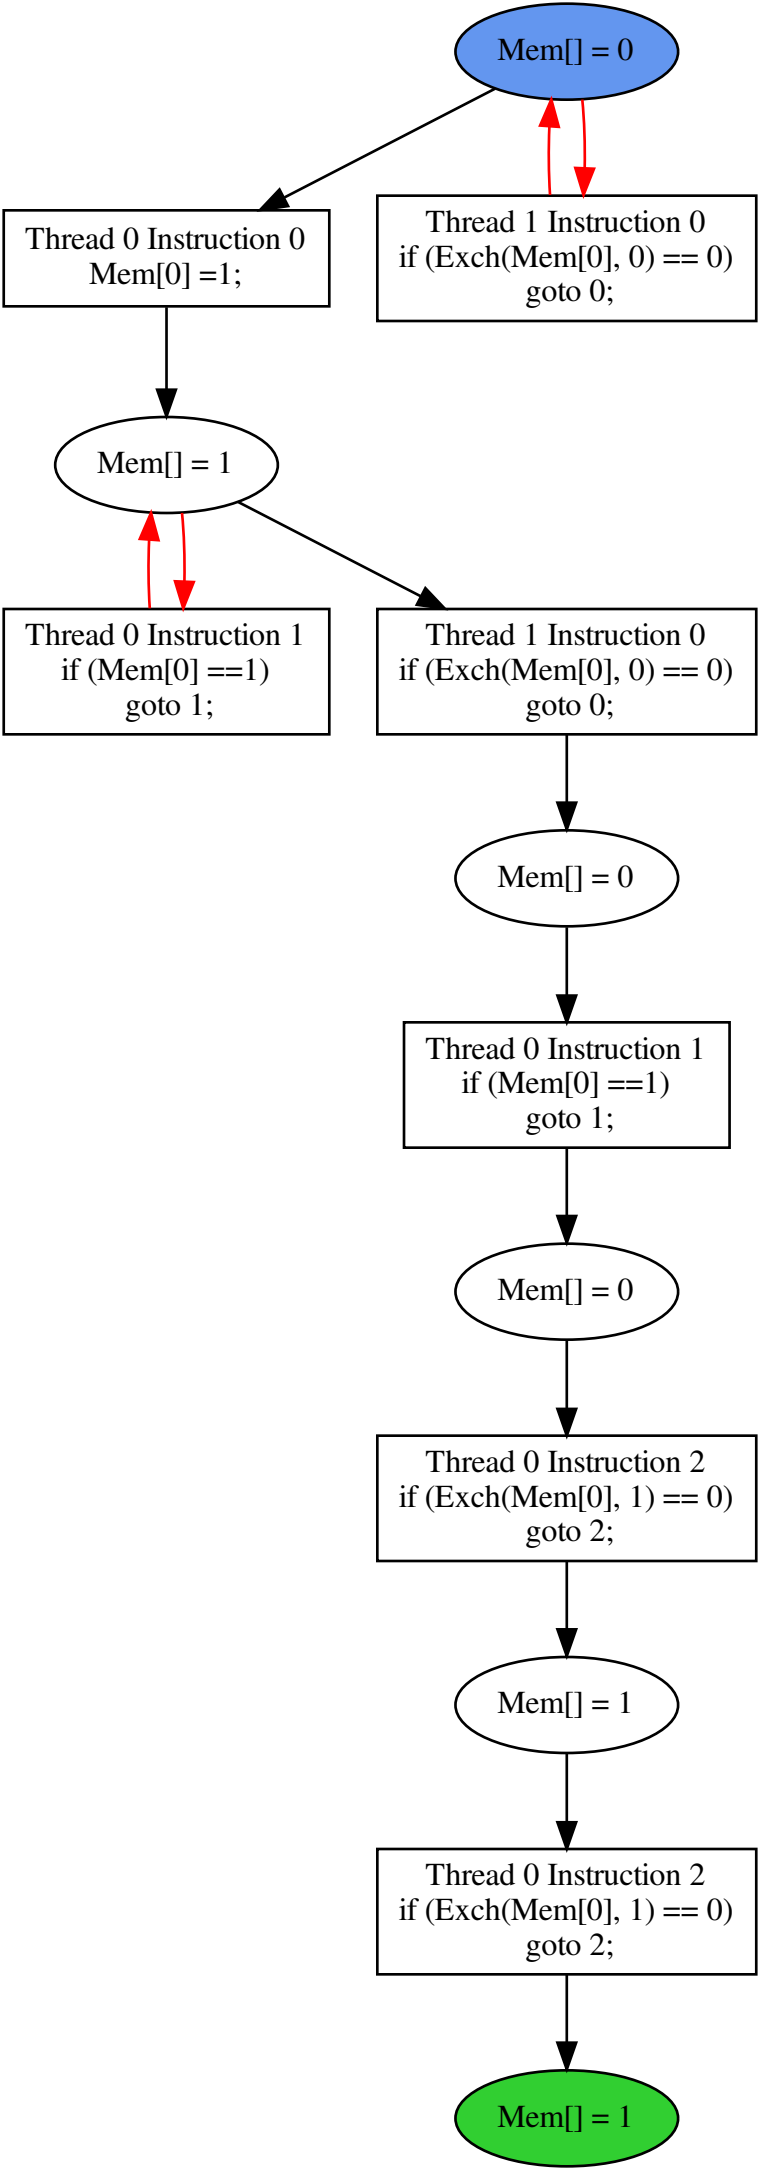 Mem[] = 0
Thread 0 Instruction 0
Mem[0] =1;
Thread 1 Instruction 0
if (Exch(Mem[0], 0) == 0)
goto 0;
Mem[] = 1
Thread 0 Instruction 1
if (Mem[0] ==1)
goto 1;
Thread 1 Instruction 0
if (Exch(Mem[0], 0) == 0)
goto 0;
Mem[] = 0
Thread 0 Instruction 1
if (Mem[0] ==1)
goto 1;
Mem[] = 0
Thread 0 Instruction 2
if (Exch(Mem[0], 1) == 0)
goto 2;
Mem[] = 1
Thread 0 Instruction 2
if (Exch(Mem[0], 1) == 0)
goto 2;
Mem[] = 1